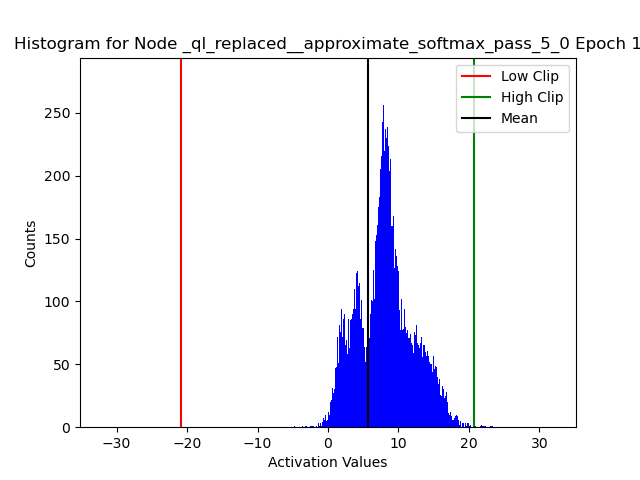 Histogram for Node _ql_replaced__approximate_softmax_pass_5_0 Epoch 1
Low Clip
High Clip
Mean
Counts
250
200
150
100
50
0
−30
−20
−10
0
10
20
30
Activation Values